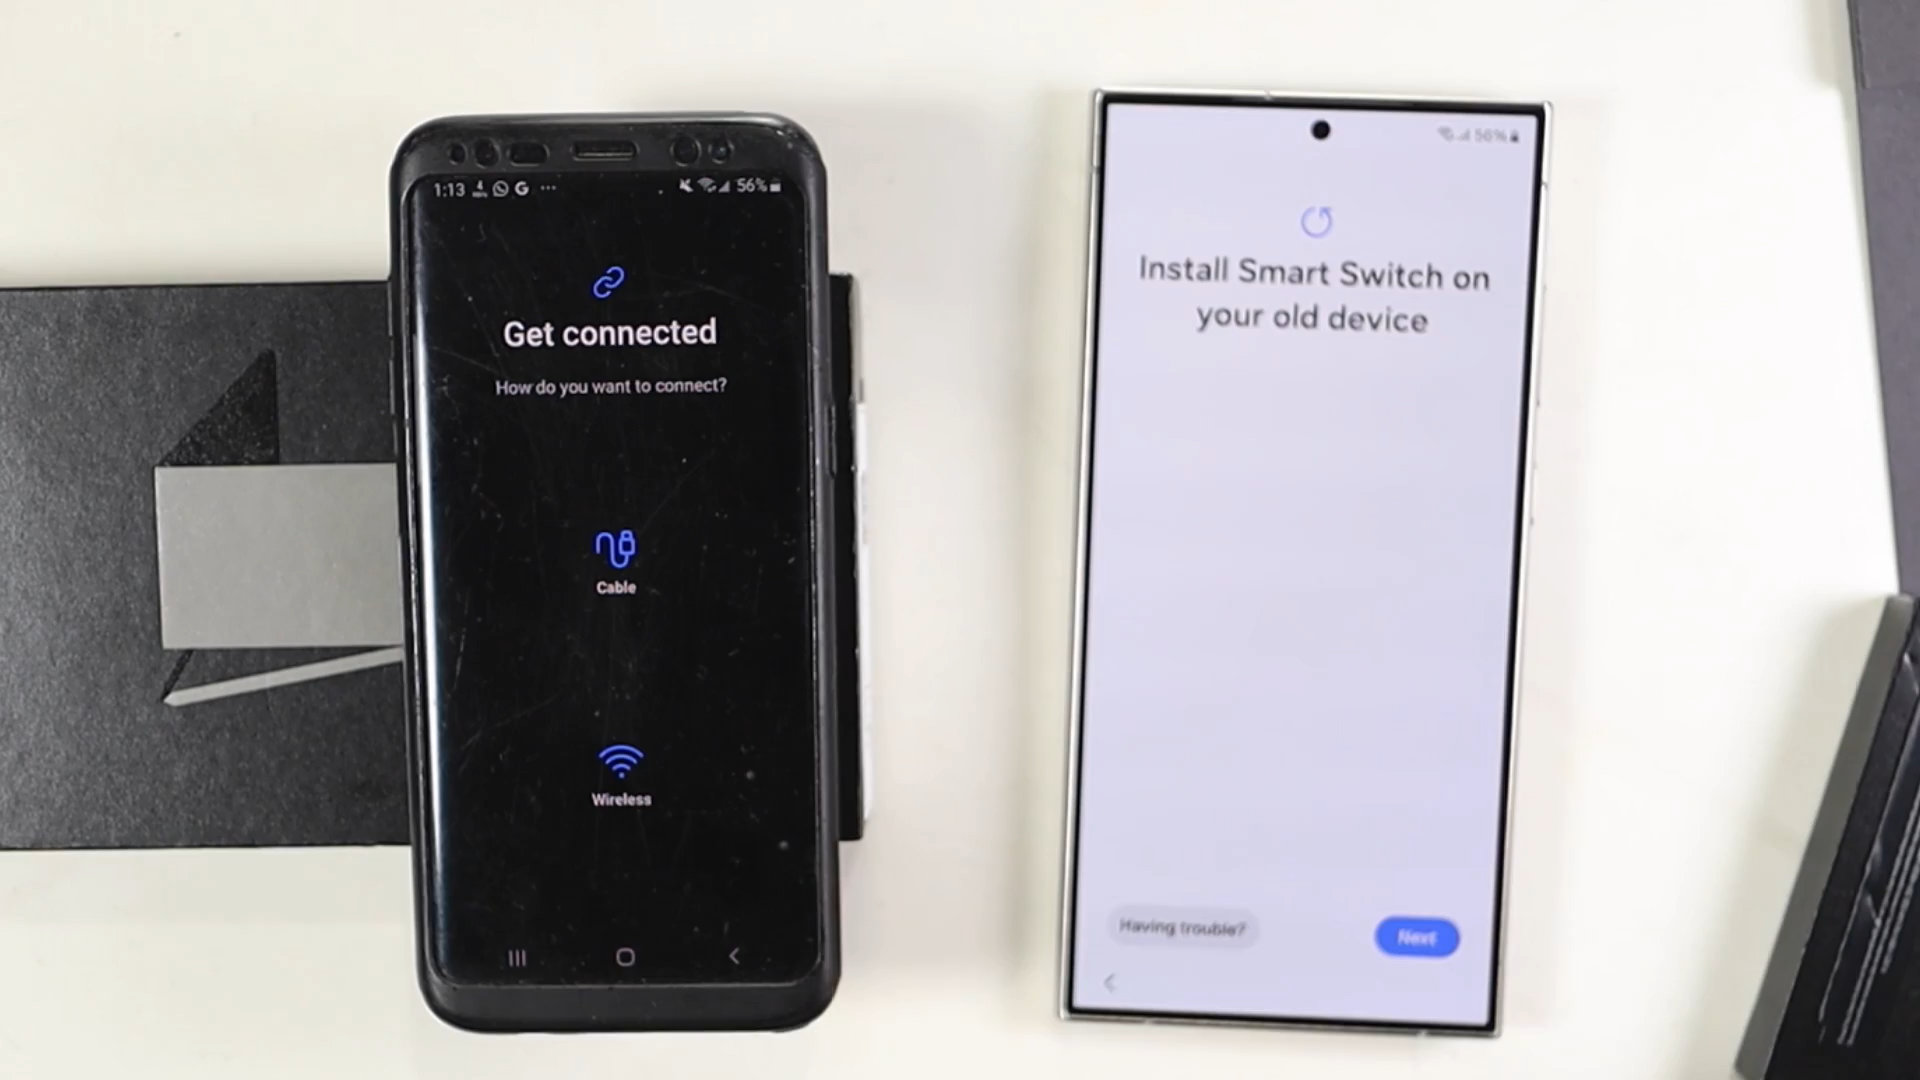 1:13
56%
Get connected
How do you want to connect?
Cable
Wireless
56%
Install Smart Switch on
your old device
Having trouble?
Next